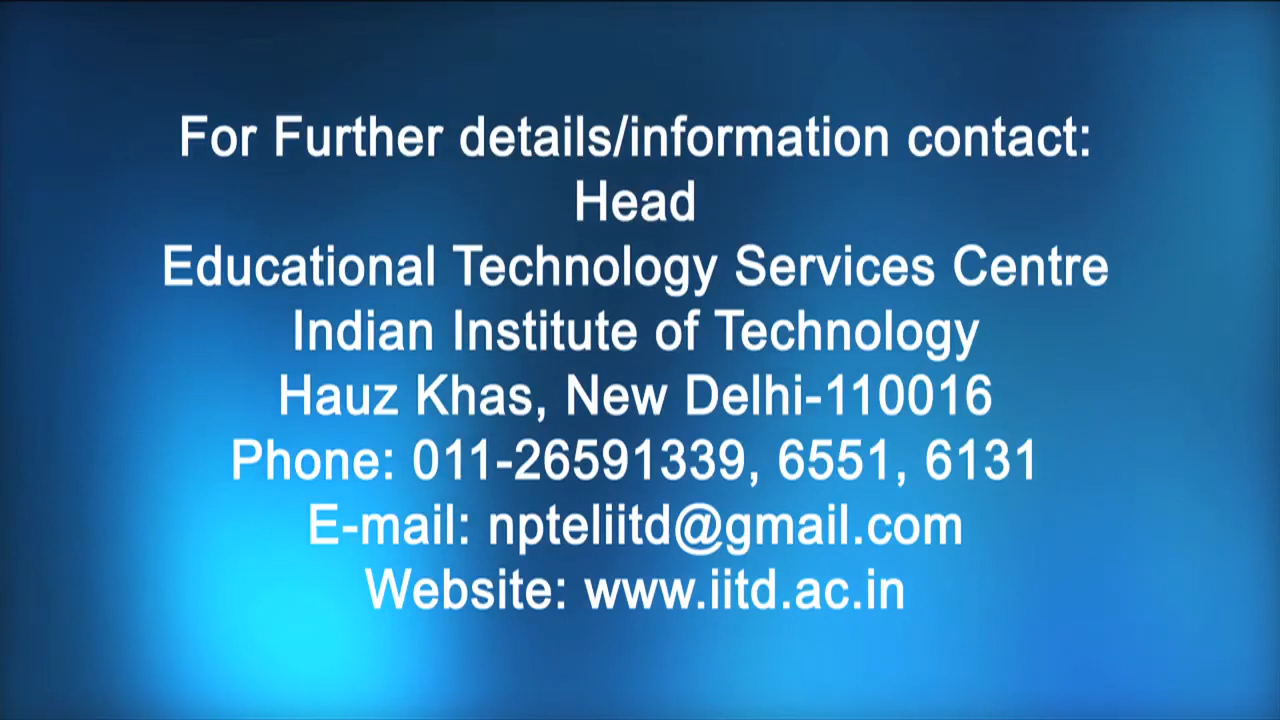 For Further details/information contact:
Head
Educational Technology Services Centre
Indian Institute of Technology
Hauz Khas, New Delhi-110016
Phone: 011-26591339, 6551, 6131
E-mail: npteliitd@gmail.com
Website: www.iitd.ac.in